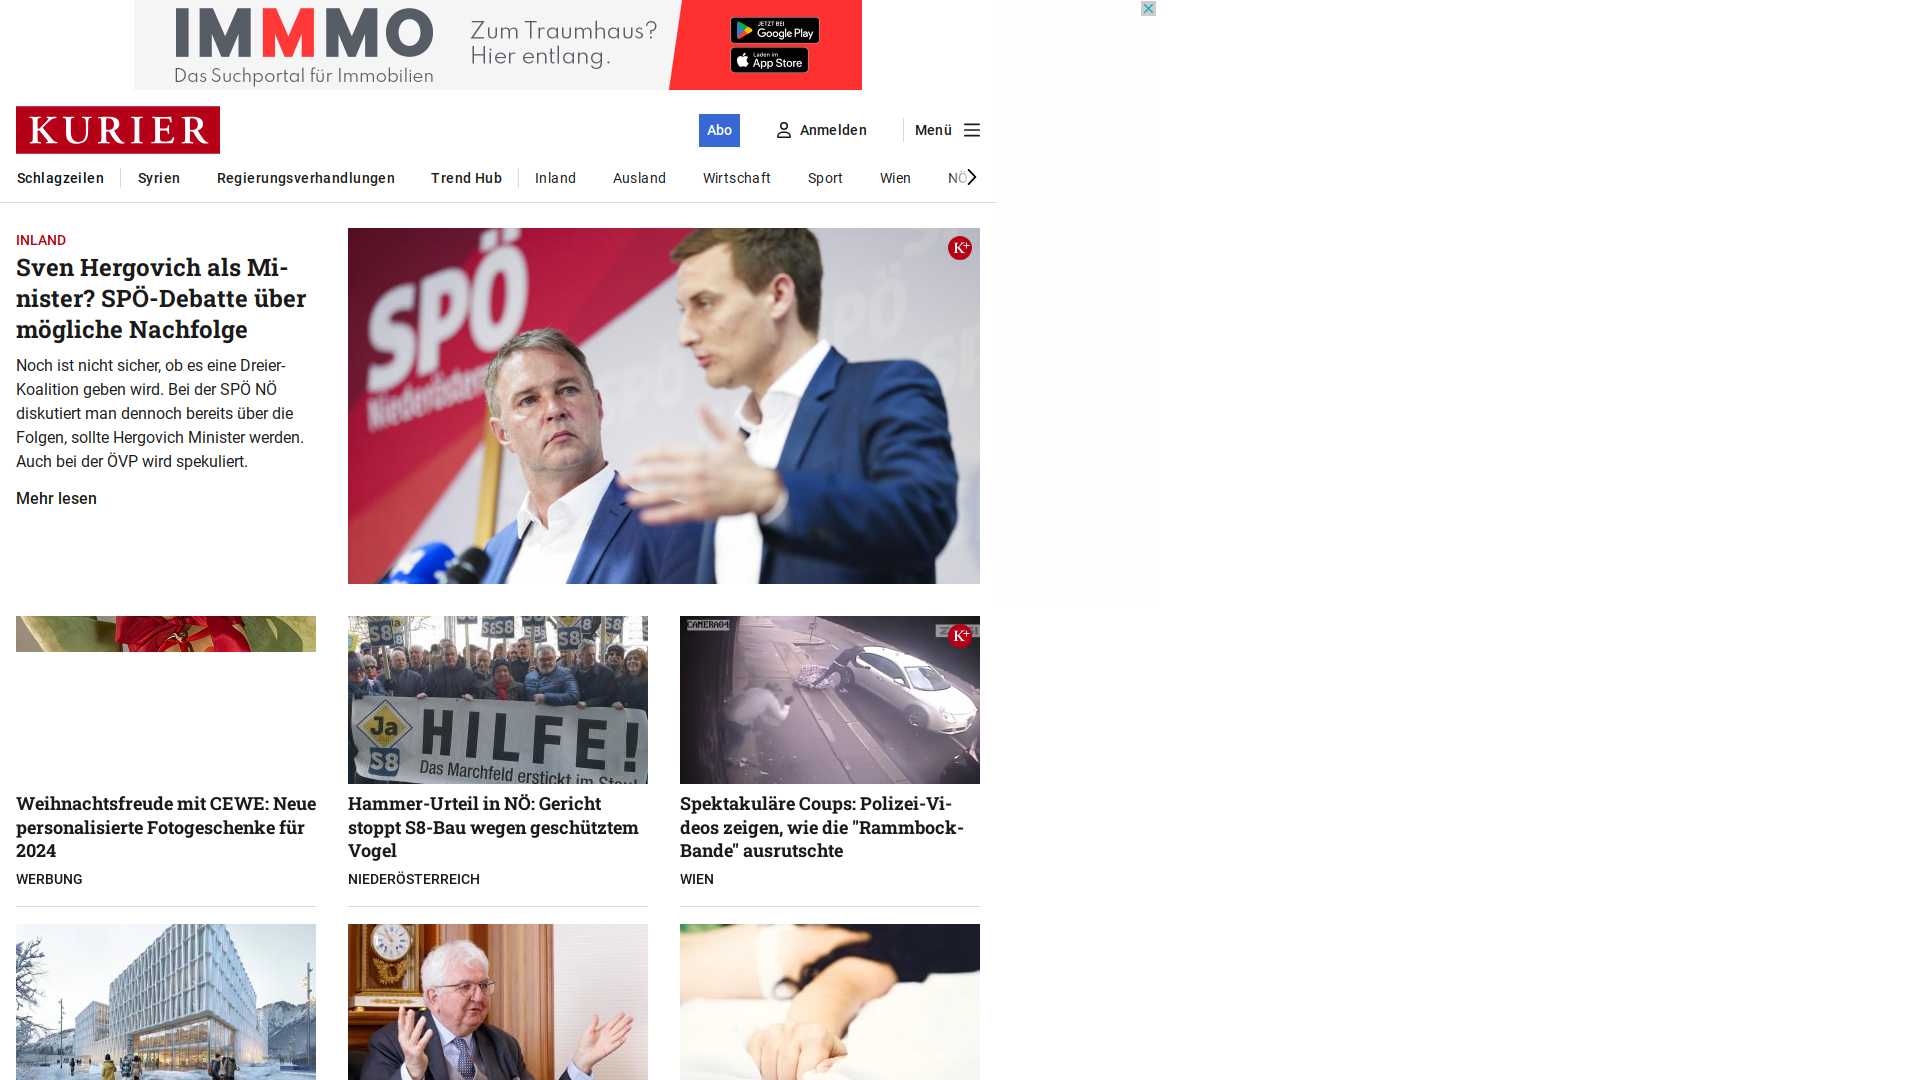 IMMMO
Das Suchportal für Immobilien
Zum Traumhaus?
Hier entlang.
JETZT BEI
Google Play
Laden im
App Store
KURIER
Abo
Anmelden
Menü
Schlagzeilen
Syrien
Regierungsverhandlungen
Trend Hub
Inland
Ausland
Wirtschaft
Sport
Wien
NÖ
INLAND
Sven Hergovich als Mi-
nister? SPÖ-Debatte über
mögliche Nachfolge
Noch ist nicht sicher, ob es eine Dreier-
Koalition geben wird. Bei der SPÖ NÖ
diskutiert man dennoch bereits über die
Folgen, sollte Hergovich Minister werden.
Auch bei der ÖVP wird spekuliert.
Mehr lesen
SPÖ
Niederöster
K+
Ja
S8
HILFE!
Das Marchfeld erstickt im
CAMERA04
K+
Weihnachtsfreude mit CEWE: Neue
personalisierte Fotogeschenke für
2024
WERBUNG
Hammer-Urteil in NÖ: Gericht
stoppt S8-Bau wegen geschütztem
Vogel
NIEDERÖSTERREICH
Spektakuläre Coups: Polizei-Vi-
deos zeigen, wie die "Rammbock-
Bande" ausrutschte
WIEN